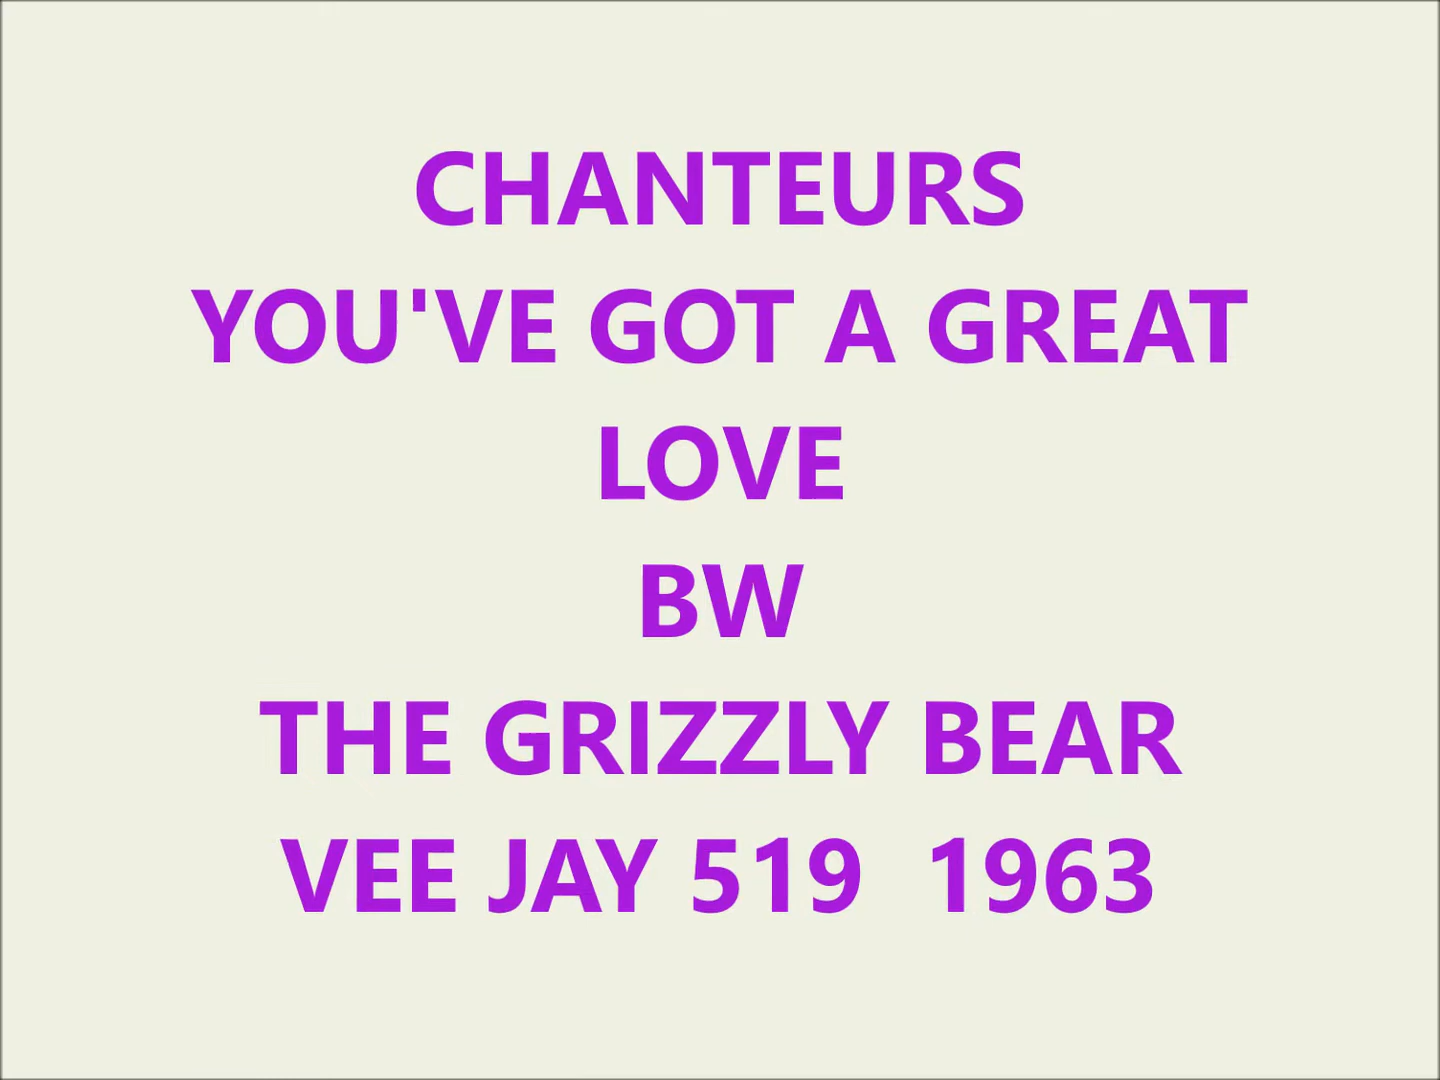 CHANTEURS
YOU'VE GOT A GREAT
LOVE
BW
THE GRIZZLY BEAR
VEE JAY 519  1963